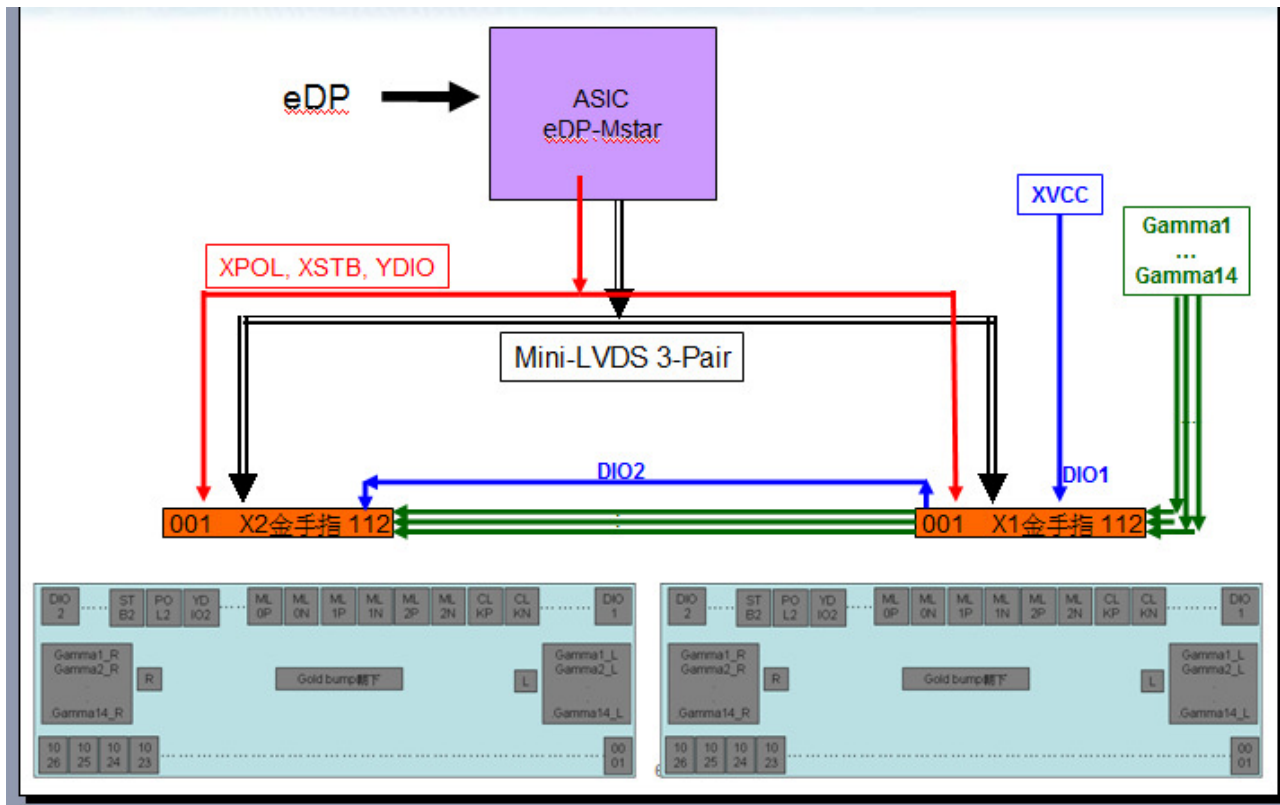 eDP
ASIC
eDP-Mstar
XVCC
Gamma1
...
Gamma14
XPOL, XSTB, YDIO
Mini-LVDS 3-Pair
DIO2
DIO1
001 X2金手指 112
001 X1金手指 112
DIO 2 ..... ST B2 PO L2 YD IO2 ..... ML 0P ML 0N ML 1P ML 1N ML 2P ML 2N CL KP CL KN ........ DIO 1
Gamma1_R
Gamma2_R
.
.
Gamma14_R
R
Gold bump翻下
L
Gamma1_L
Gamma2_L
.
.
Gamma14_L
10 26 10 25 10 24 10 23 ........ 00 01
DIO 2 ..... ST B2 PO L2 YD IO2 ..... ML 0P ML 0N ML 1P ML 1N ML 2P ML 2N CL KP CL KN ........ DIO 1
Gamma1_R
Gamma2_R
.
.
Gamma14_R
R
Gold bump翻下
L
Gamma1_L
Gamma2_L
.
.
Gamma14_L
10 26 10 25 10 24 10 23 ........ 00 01